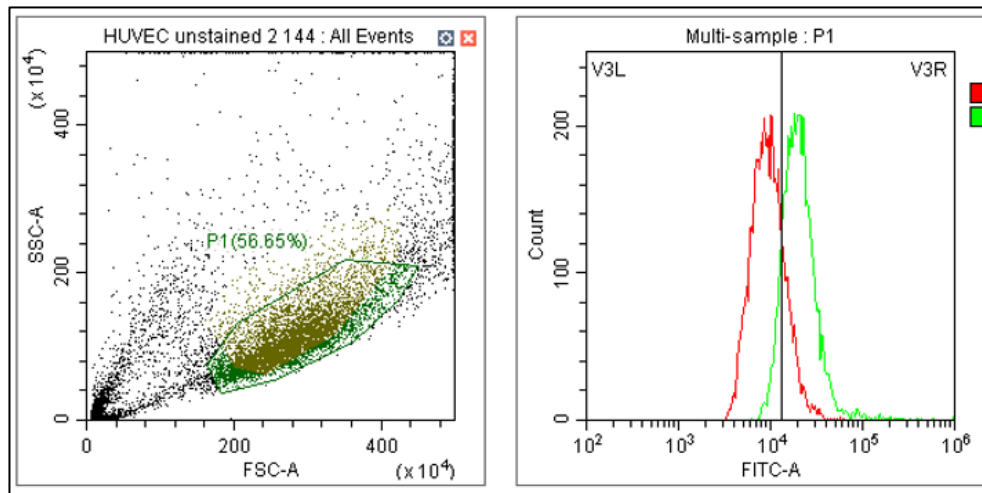 HUVEC unstained 2 144 : All Events
(x 10⁴)
400
200
0
SSC-A
P1(56.65%)
0
200
400
FSC-A
(x 10⁴)
Multi-sample : P1
V3L
V3R
200
100
0
Count
10²
10³
10⁴
10⁵
10⁶
FITC-A